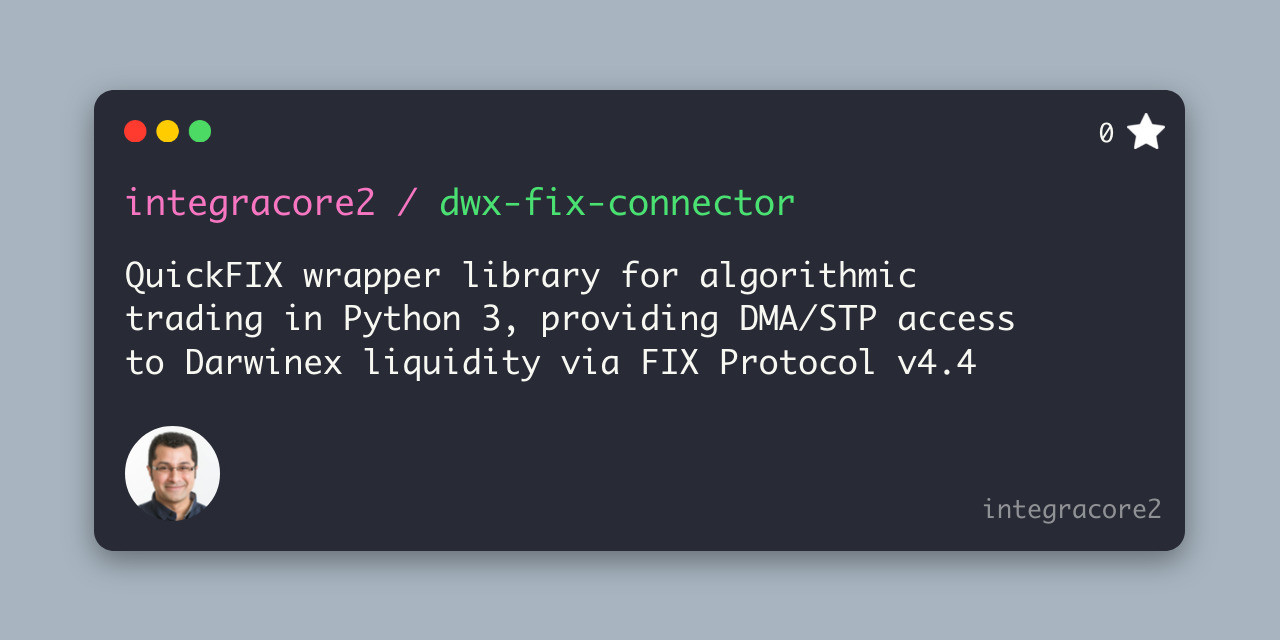 0
integracore2 / dwx-fix-connector
QuickFIX wrapper library for algorithmic
trading in Python 3, providing DMA/STP access
to Darwinex liquidity via FIX Protocol v4.4
integracore2